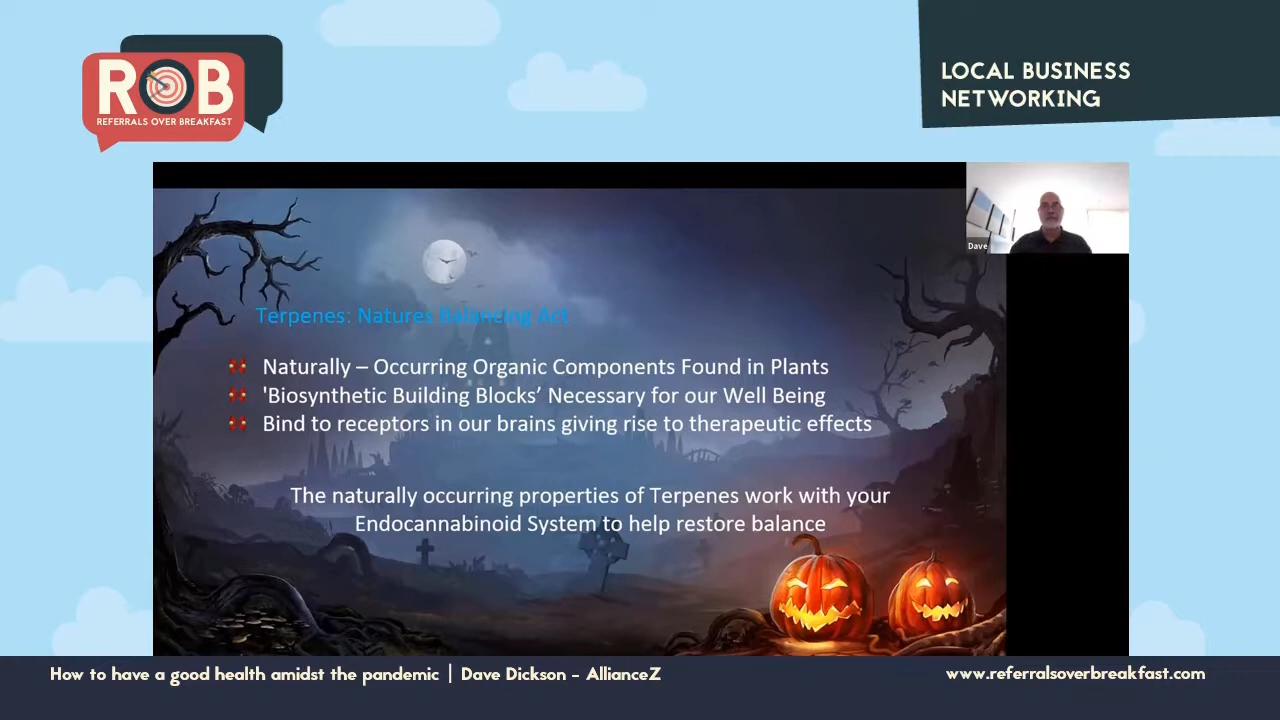 ROB
REFERRALS OVER BREAKFAST
LOCAL BUSINESS
NETWORKING
Dave
Terpenes: Natures Balancing Act
Naturally – Occurring Organic Components Found in Plants
'Biosynthetic Building Blocks’ Necessary for our Well Being
Bind to receptors in our brains giving rise to therapeutic effects
The naturally occurring properties of Terpenes work with your
Endocannabinoid System to help restore balance
How to have a good health amidst the pandemic | Dave Dickson - AllianceZ
www.referralsoverbreakfast.com